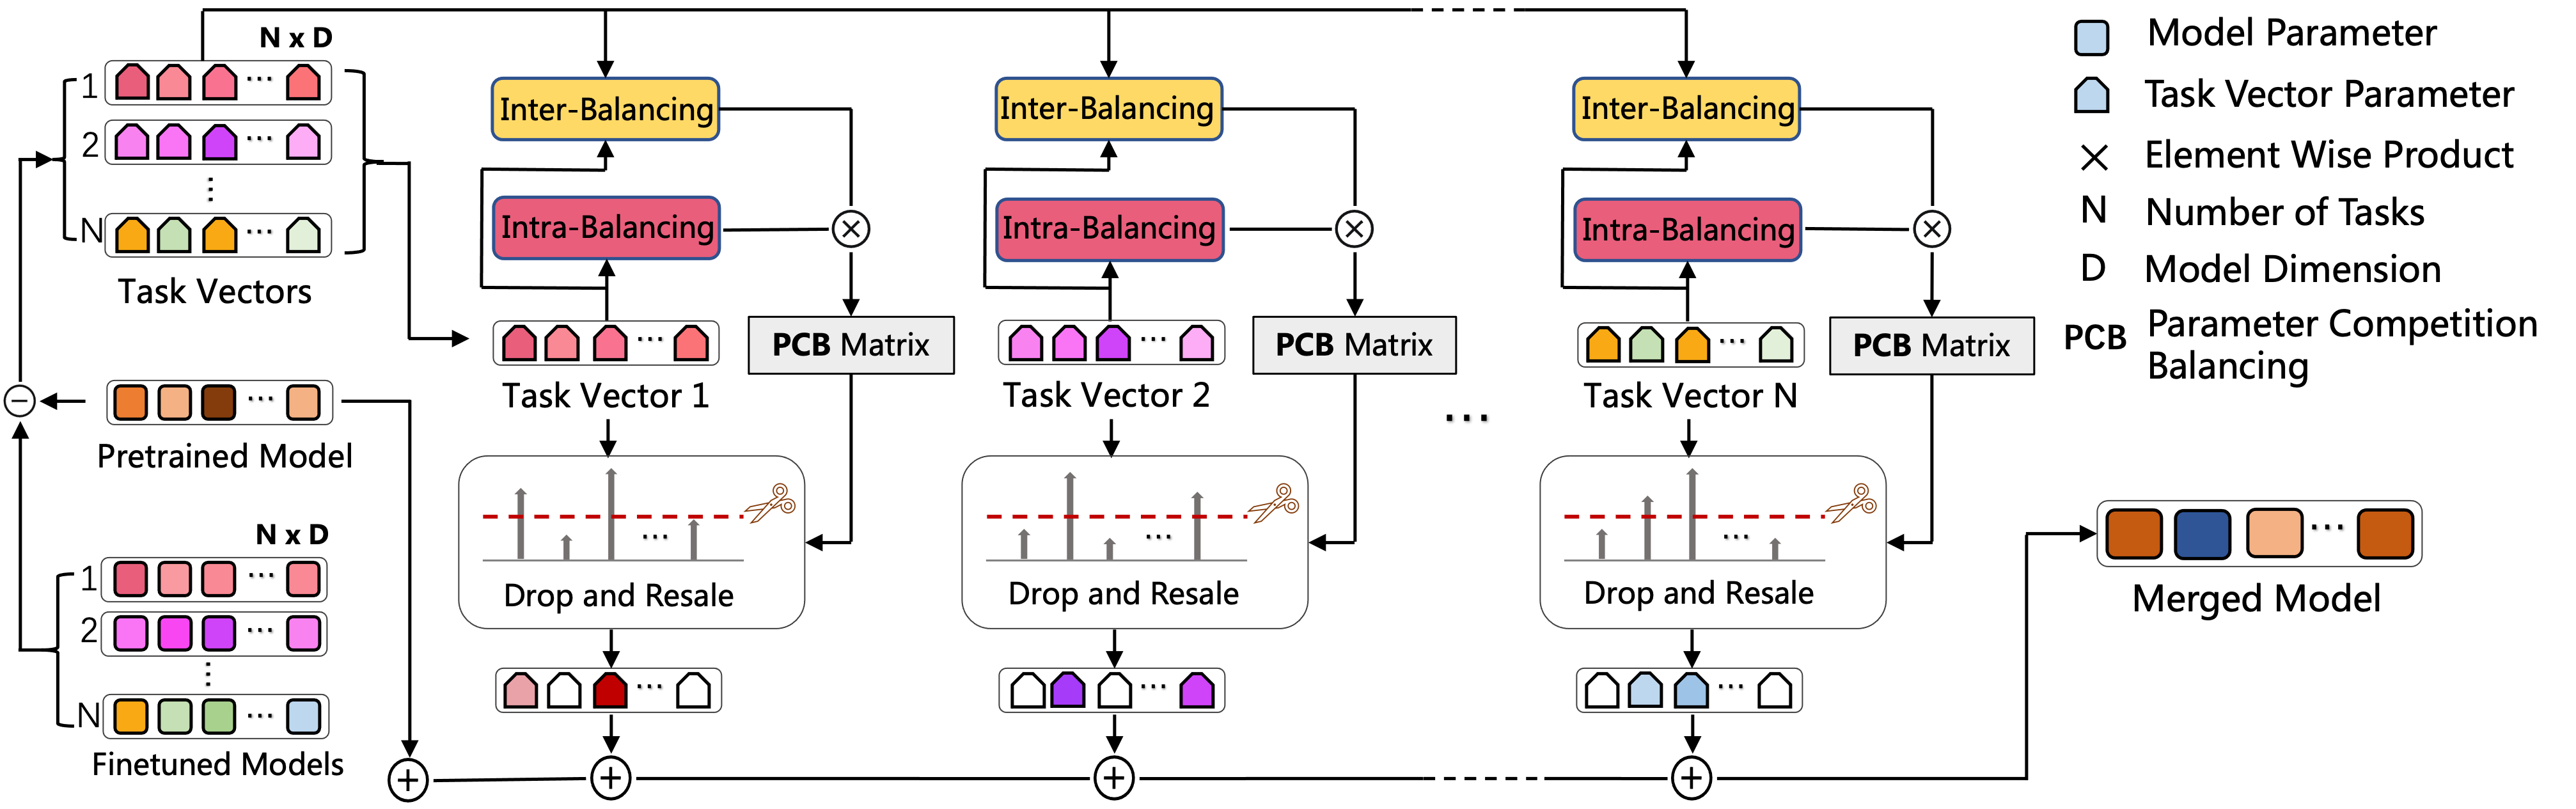 N x D
1
2
⋮
N
Task Vectors
Pretrained Model
N x D
1
2
⋮
N
Finetuned Models
Inter-Balancing
Intra-Balancing
PCB Matrix
Task Vector 1
Drop and Resale
Inter-Balancing
Intra-Balancing
PCB Matrix
Task Vector 2
Drop and Resale
...
Inter-Balancing
Intra-Balancing
PCB Matrix
Task Vector N
Drop and Resale
Model Parameter
Task Vector Parameter
Element Wise Product
N Number of Tasks
D Model Dimension
PCB Parameter Competition
Balancing
Merged Model